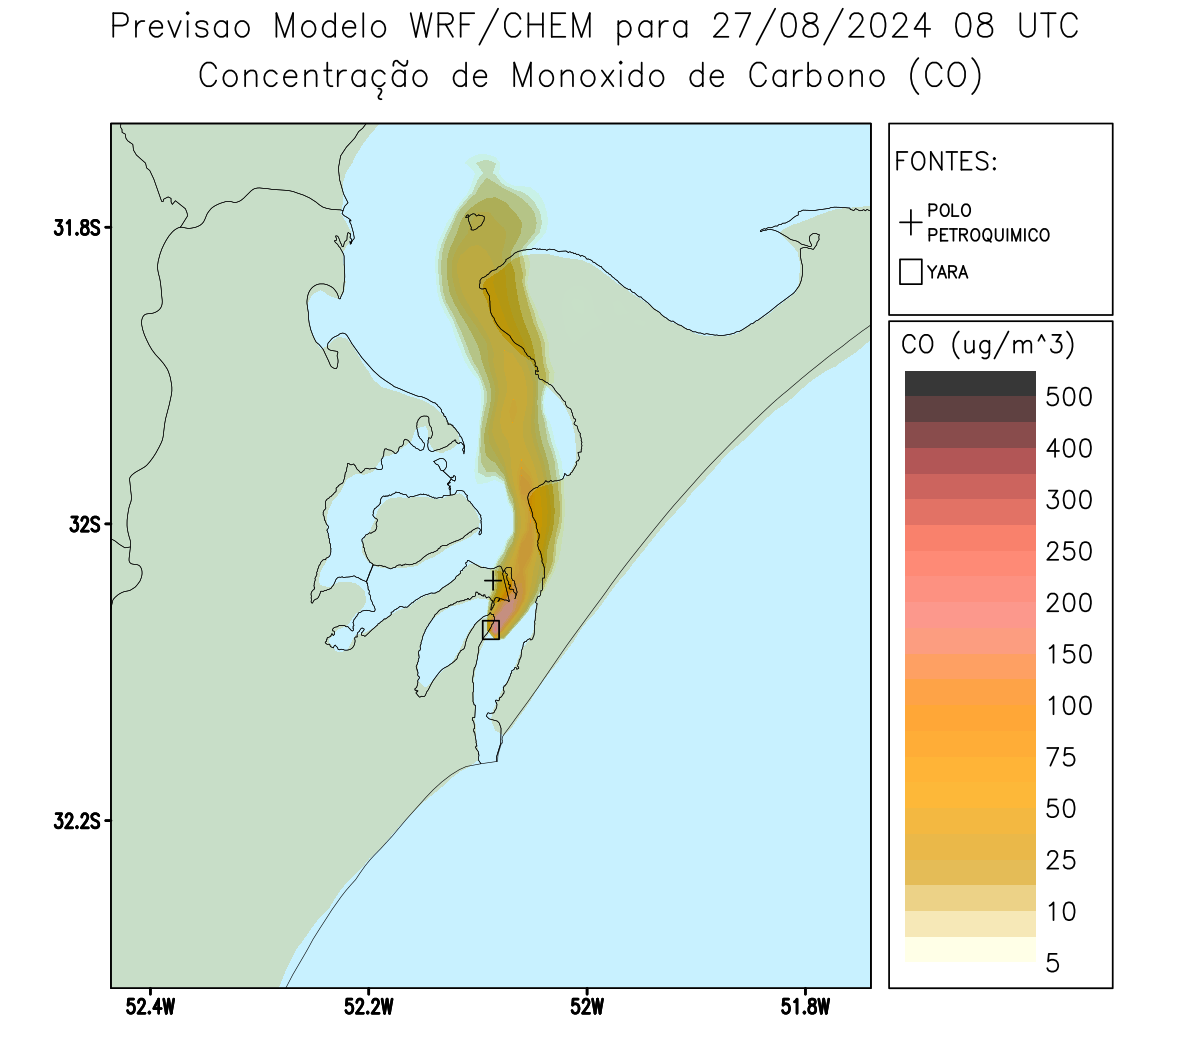 Previsao Modelo WRF/CHEM para 27/08/2024 08 UTC
Concentração de Monoxido de Carbono (CO)
FONTES:
POLO
PETROQUIMICO
YARA
CO (ug/m^3)
500
400
300
250
200
150
100
75
50
25
10
5
31.8S
32S
32.2S
52.4W
52.2W
52W
51.8W